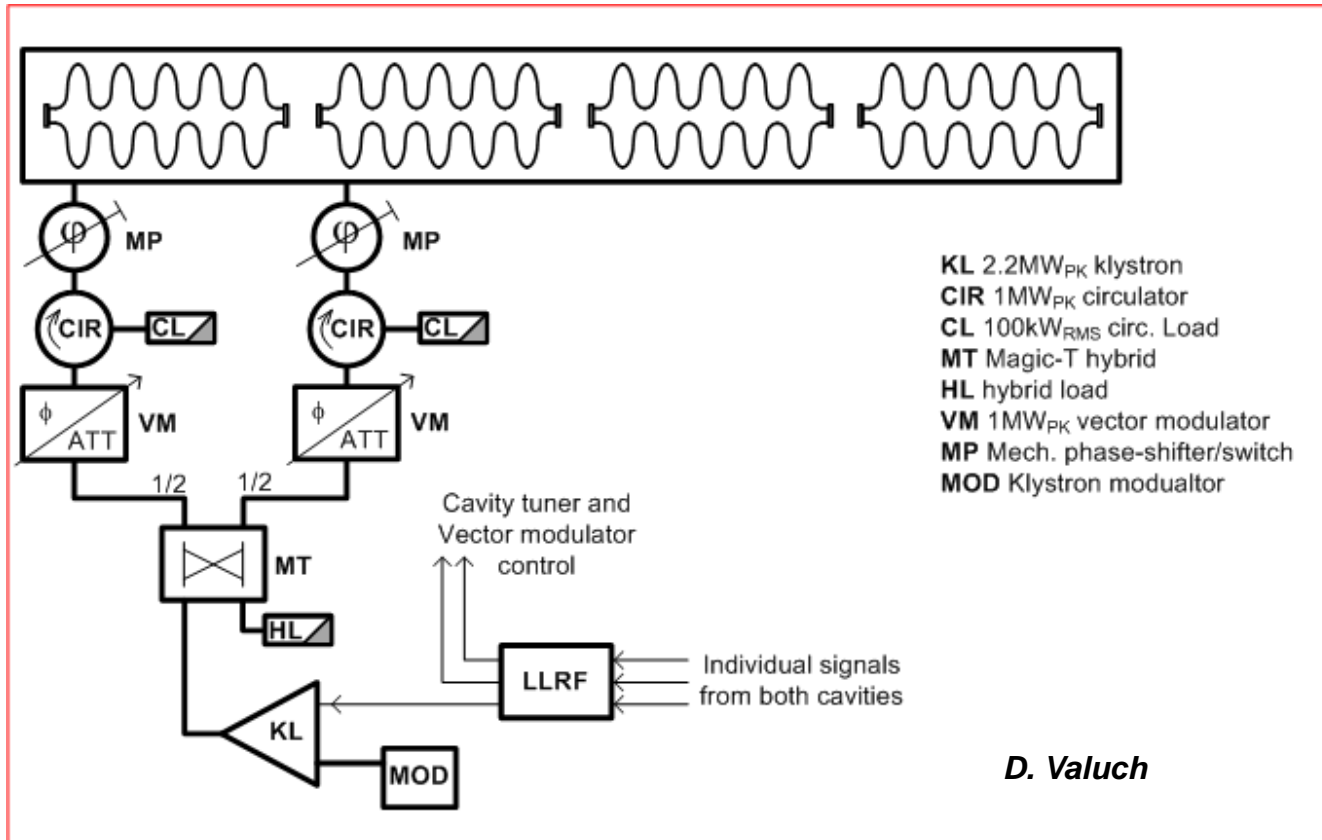 φ MP
φ MP
CIR CL
CIR CL
ϕ ATT VM
ϕ ATT VM
1/2 1/2
MT
HL
KL
MOD
Cavity tuner and
Vector modulator
control
LLRF
Individual signals
from both cavities
KL 2.2MWPK klystron
CIR 1MWPK circulator
CL 100kWRMS circ. Load
MT Magic-T hybrid
HL hybrid load
VM 1MWPK vector modulator
MP Mech. phase-shifter/switch
MOD Klystron modualtor
D. Valuch